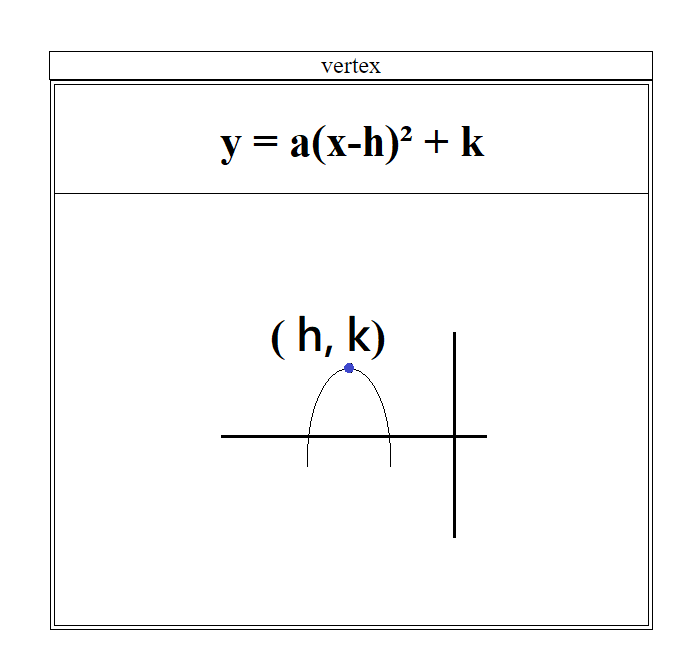 vertex
y = a(x-h)² + k
( h, k)